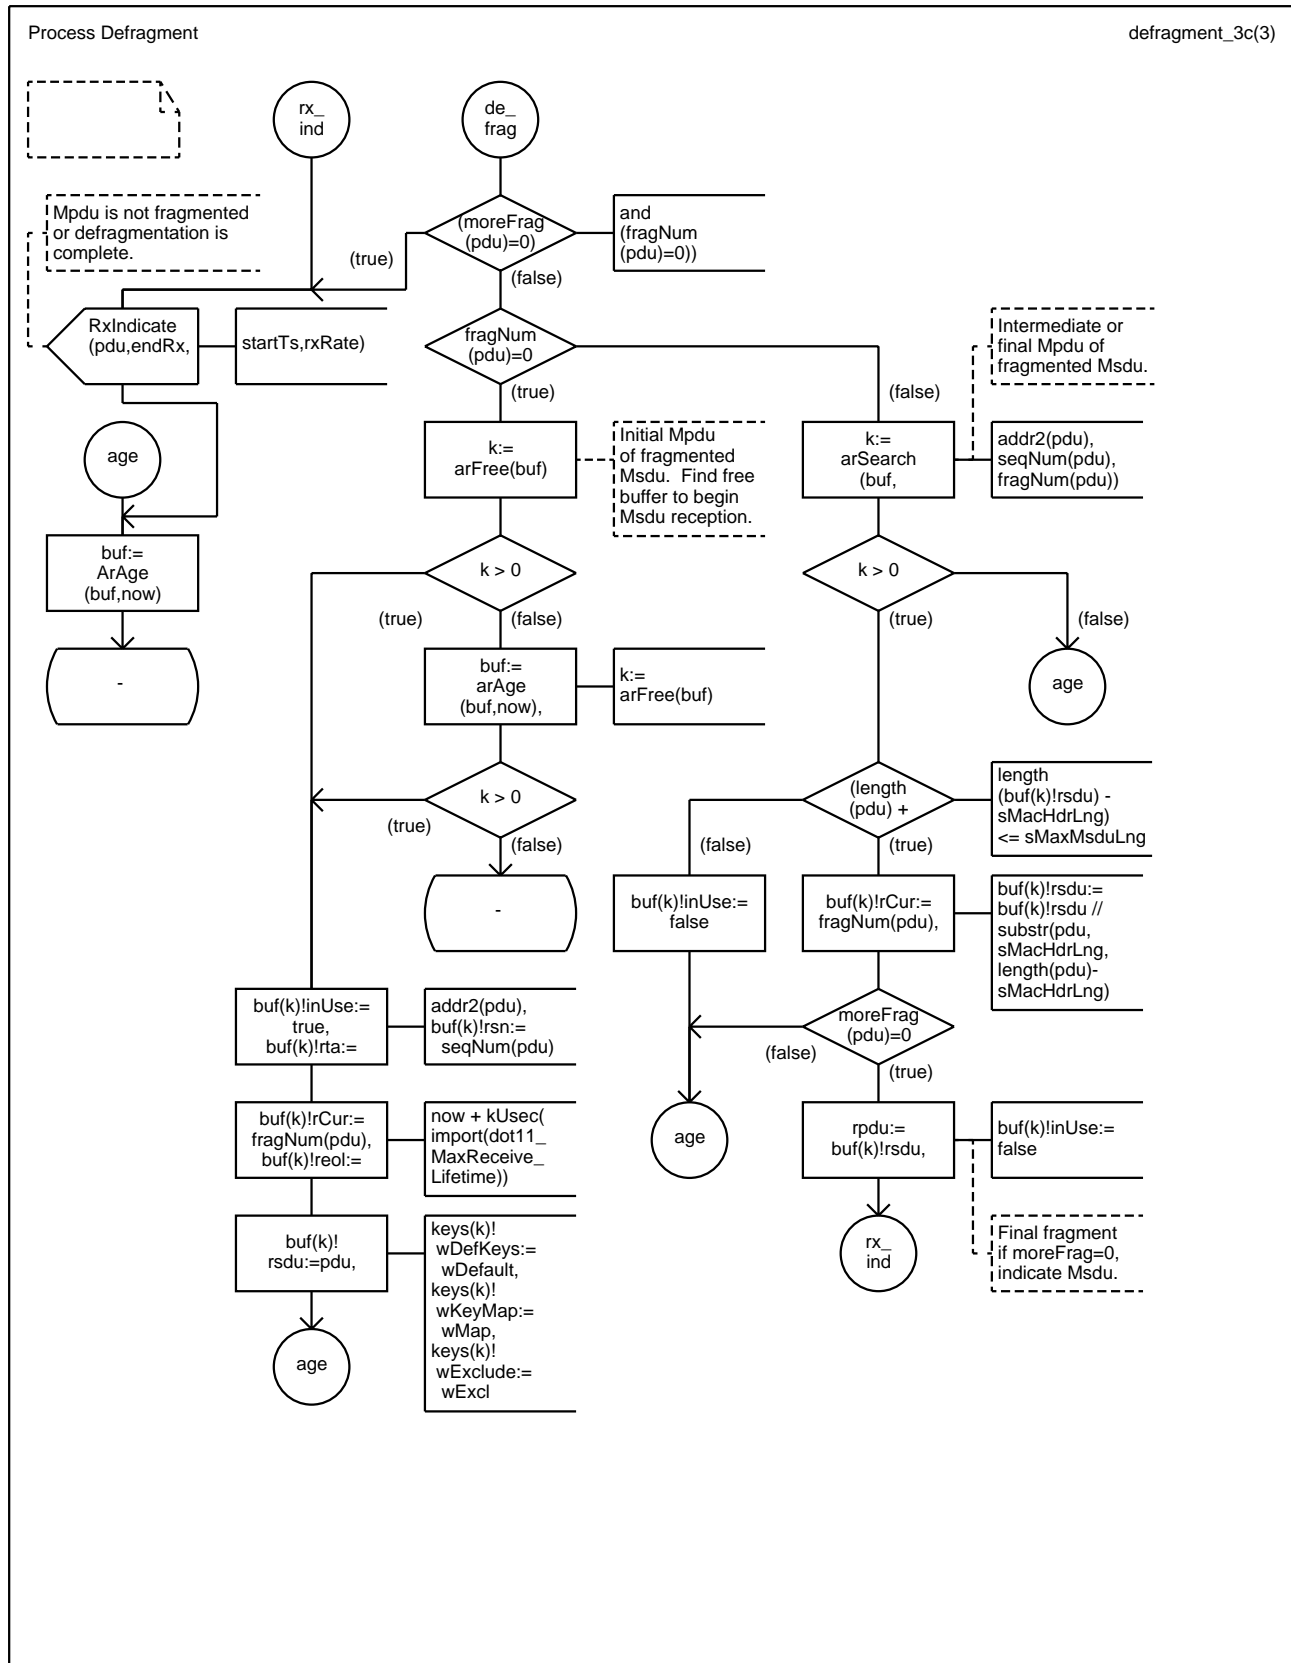 Process Defragment
defragment_3c(3)
rx_
ind
de_
frag
Mpdu is not fragmented
or defragmentation is
complete.
(moreFrag
(pdu)=0)
and
(fragNum
(pdu)=0))
(true)
(false)
RxIndicate
(pdu,endRx,
startTs,rxRate)
fragNum
(pdu)=0
Intermediate or
final Mpdu of
fragmented Msdu.
(true)
(false)
age
k:=
arFree(buf)
Initial Mpdu
of fragmented
Msdu.  Find free
buffer to begin
Msdu reception.
k:=
arSearch
(buf,
addr2(pdu),
seqNum(pdu),
fragNum(pdu))
buf:=
ArAge
(buf,now)
k > 0
k > 0
(true)
(false)
(true)
(false)
-
buf:=
arAge
(buf,now),
k:=
arFree(buf)
age
k > 0
(length
(pdu) +
length
(buf(k)!rsdu) -
sMacHdrLng)
<= sMaxMsduLng
(true)
(false)
(false)
(true)
-
buf(k)!inUse:=
false
buf(k)!rCur:=
fragNum(pdu),
buf(k)!rsdu:=
buf(k)!rsdu //
substr(pdu,
sMacHdrLng,
length(pdu)-
sMacHdrLng)
buf(k)!inUse:=
true,
buf(k)!rta:=
addr2(pdu),
buf(k)!rsn:=
seqNum(pdu)
moreFrag
(pdu)=0
(false)
(true)
buf(k)!rCur:=
fragNum(pdu),
buf(k)!reol:=
now + kUsec(
import(dot11_
MaxReceive_
Lifetime))
age
rpdu:=
buf(k)!rsdu,
buf(k)!inUse:=
false
buf(k)!
rsdu:=pdu,
keys(k)!
wDefKeys:=
wDefault,
keys(k)!
wKeyMap:=
wMap,
keys(k)!
wExclude:=
wExcl
rx_
ind
Final fragment
if moreFrag=0,
indicate Msdu.
age